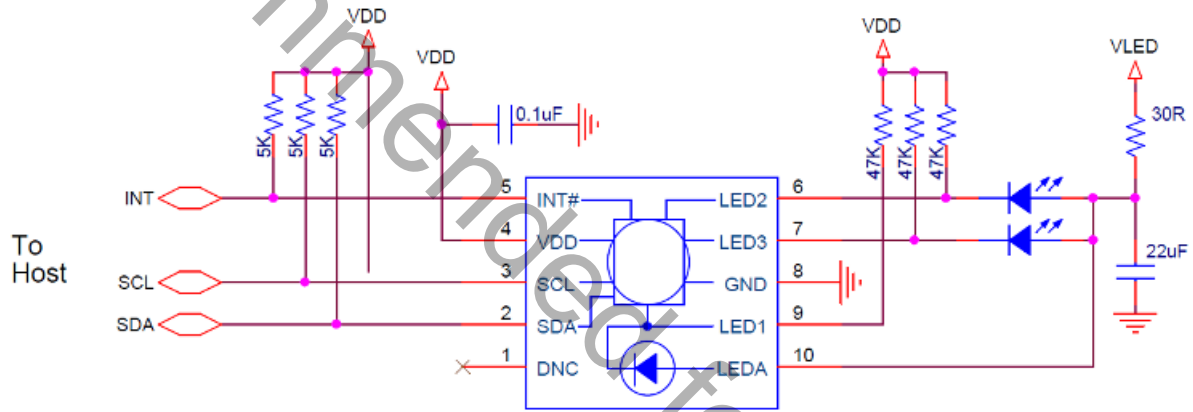 VDD
VDD
VDD
VLED
0.1uF
30R
5K
5K
5K
47K
47K
47K
INT
5
INT#
LED2
6
To
Host
4
VDD
LED3
7
22uF
SCL
3
SCL
GND
8
SDA
2
SDA
LED1
9
1
DNC
LEDA
10